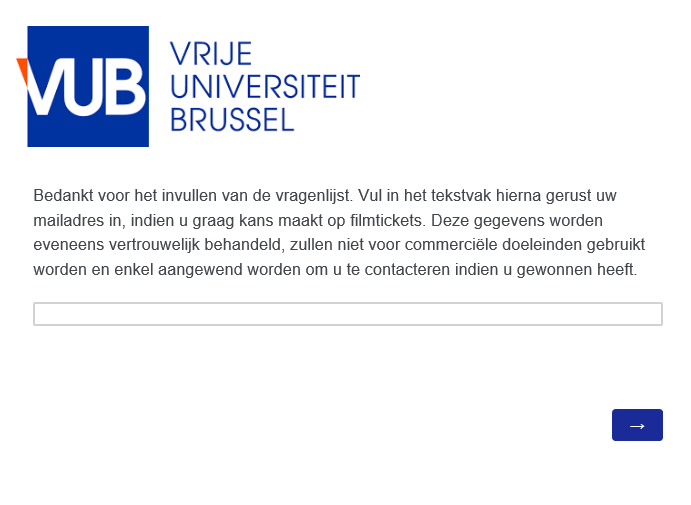 VUB
VRIJE
UNIVERSITEIT
BRUSSEL
Bedankt voor het invullen van de vragenlijst. Vul in het tekstvak hierna gerust uw
mailadres in, indien u graag kans maakt op filmtickets. Deze gegevens worden
eveneens vertrouwelijk behandeld, zullen niet voor commerciële doeleinden gebruikt
worden en enkel aangewend worden om u te contacteren indien u gewonnen heeft.
→